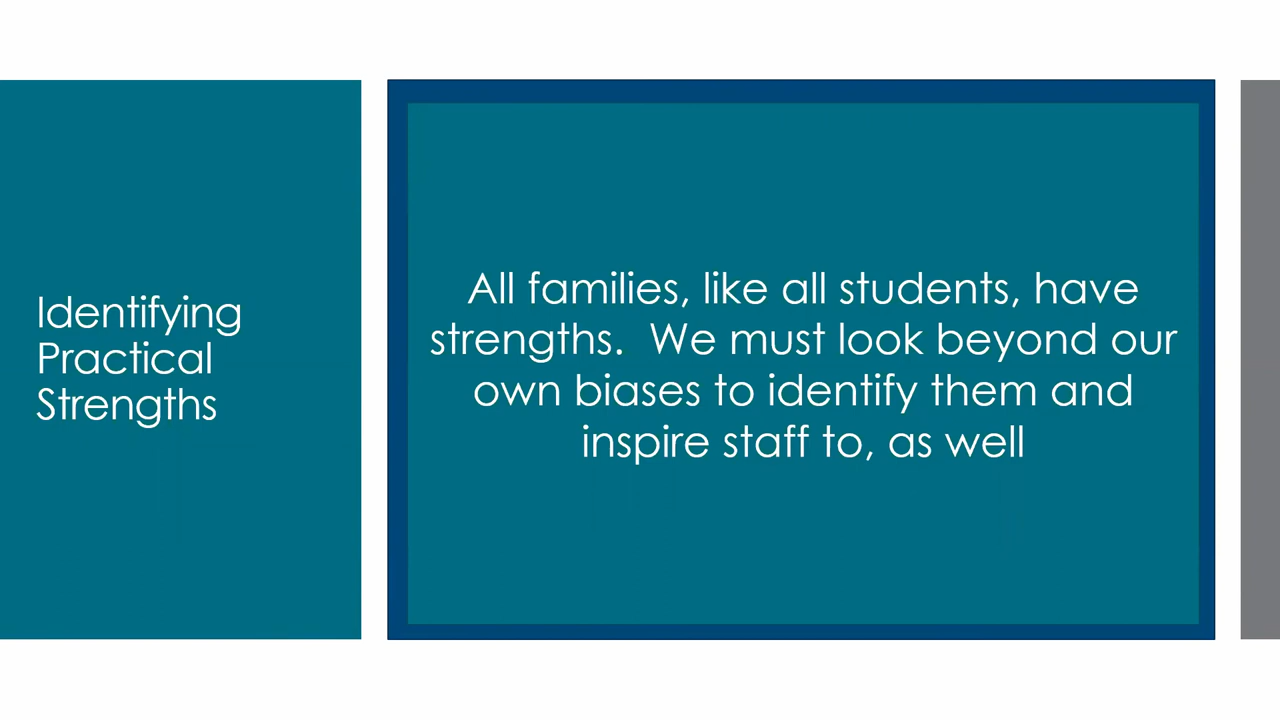 Identifying
Practical
Strengths
All families, like all students, have
strengths.  We must look beyond our
own biases to identify them and
inspire staff to, as well